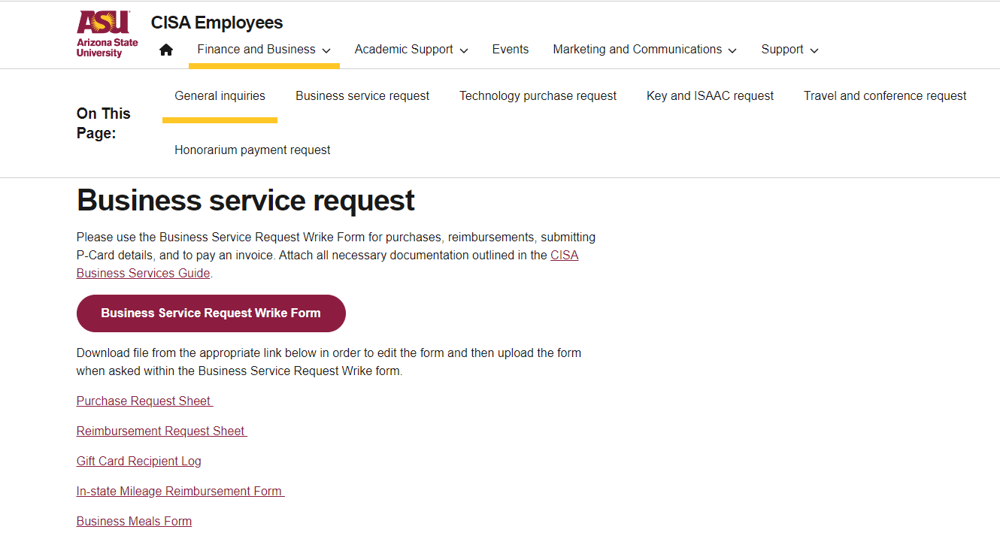 ASU
Arizona State
University
CISA Employees
Finance and Business Academic Support Events Marketing and Communications Support
On This
Page:
General inquiries Business service request Technology purchase request Key and ISAAC request Travel and conference request
Honorarium payment request
Business service request
Please use the Business Service Request Wrike Form for purchases, reimbursements, submitting
P-Card details, and to pay an invoice. Attach all necessary documentation outlined in the CISA
Business Services Guide.
Business Service Request Wrike Form
Download file from the appropriate link below in order to edit the form and then upload the form
when asked within the Business Service Request Wrike form.
Purchase Request Sheet
Reimbursement Request Sheet
Gift Card Recipient Log
In-state Mileage Reimbursement Form
Business Meals Form